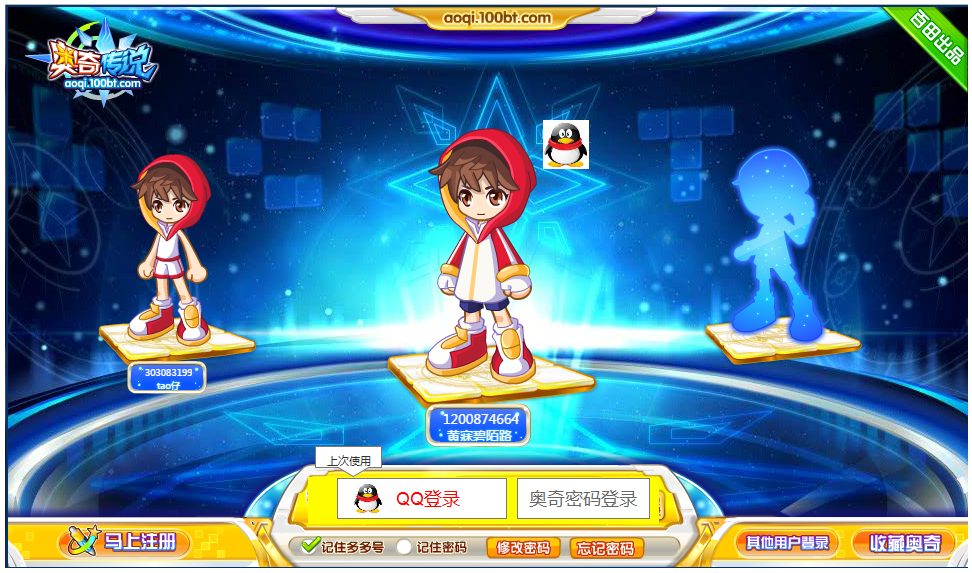 aoqi.100bt.com
百田出品
奥奇传说
aoqi.100bt.com
303083199
tao仔
1200874664
黄寐碧陌路
上次使用
QQ登录
奥奇密码登录
马上注册
记住多多号
记住密码
修改密码
忘记密码
其他用户登录
收藏奥奇